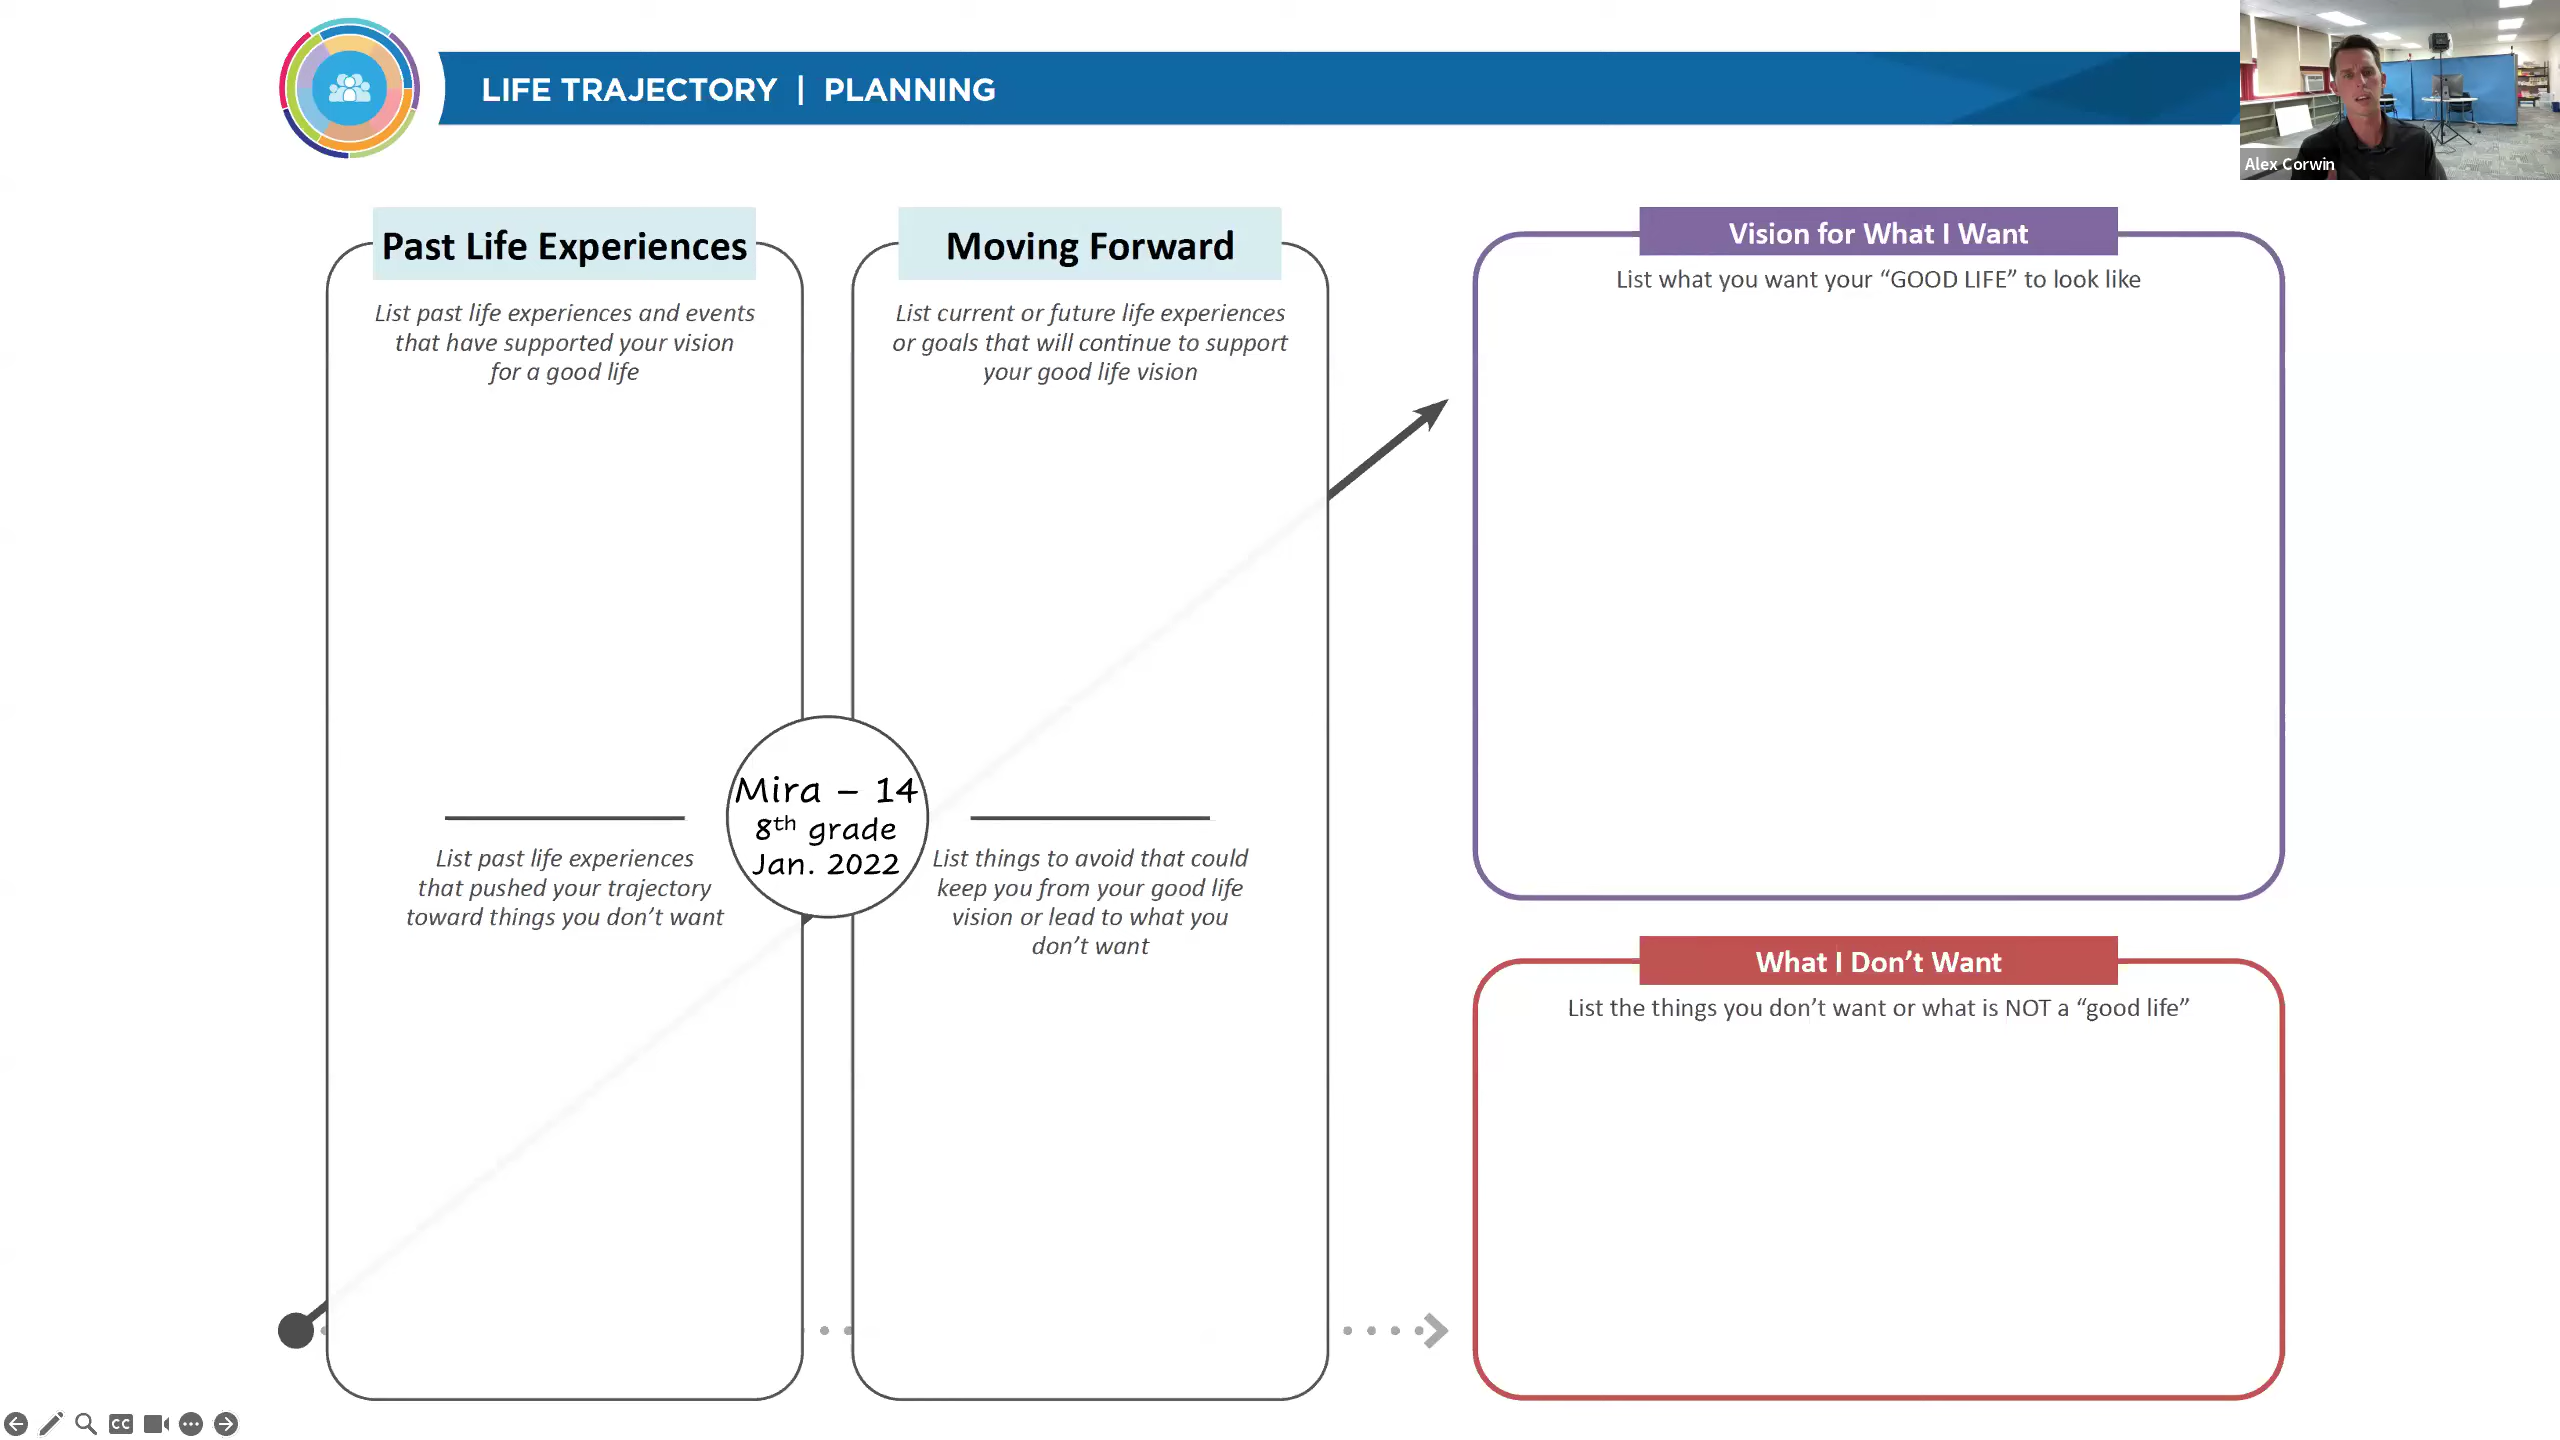 LIFE TRAJECTORY | PLANNING
Alex Corwin
Past Life Experiences
List past life experiences and events
that have supported your vision
for a good life
List past life experiences
that pushed your trajectory
toward things you don’t want
Mira – 14
8th grade
Jan. 2022
Moving Forward
List current or future life experiences
or goals that will continue to support
your good life vision
List things to avoid that could
keep you from your good life
vision or lead to what you
don’t want
Vision for What I Want
List what you want your “GOOD LIFE” to look like
What I Don’t Want
List the things you don’t want or what is NOT a “good life”
CC